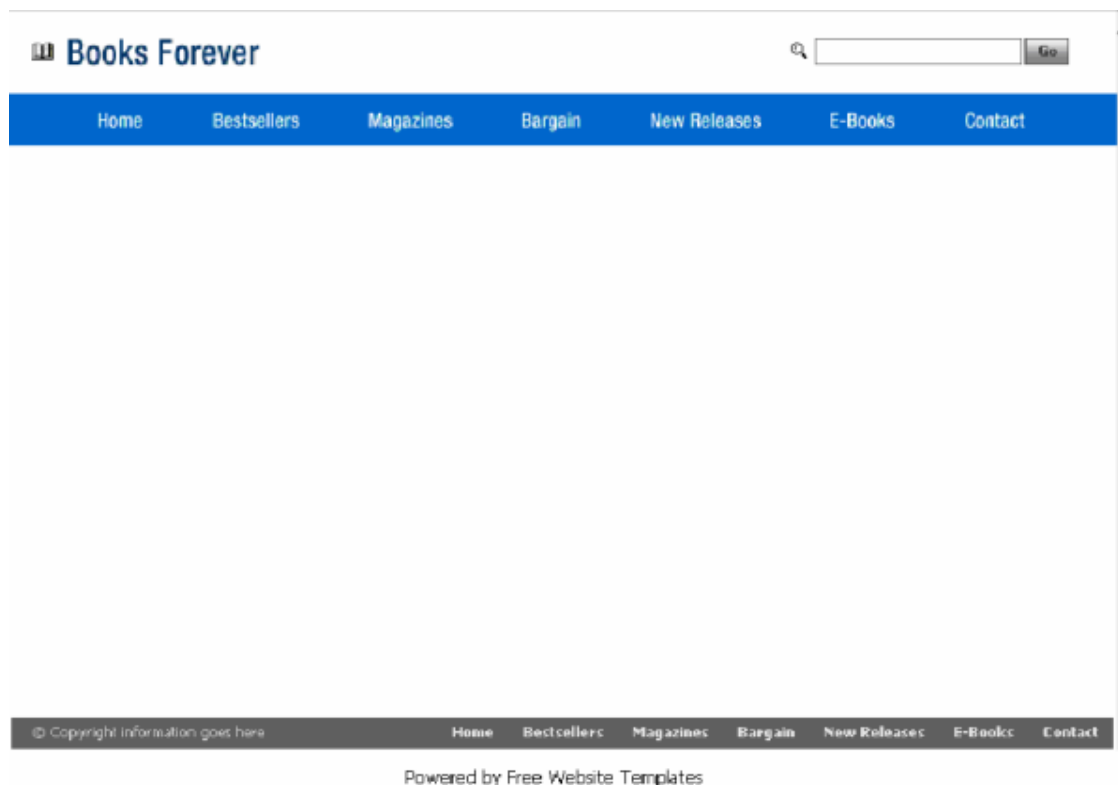 Books Forever
Go
Home Bestsellers Magazines Bargain New Releases E-Books Contact
© Copyright information goes here Home Bestsellers Magazines Bargain New Releases E-Books Contact
Powered by Free Website Templates